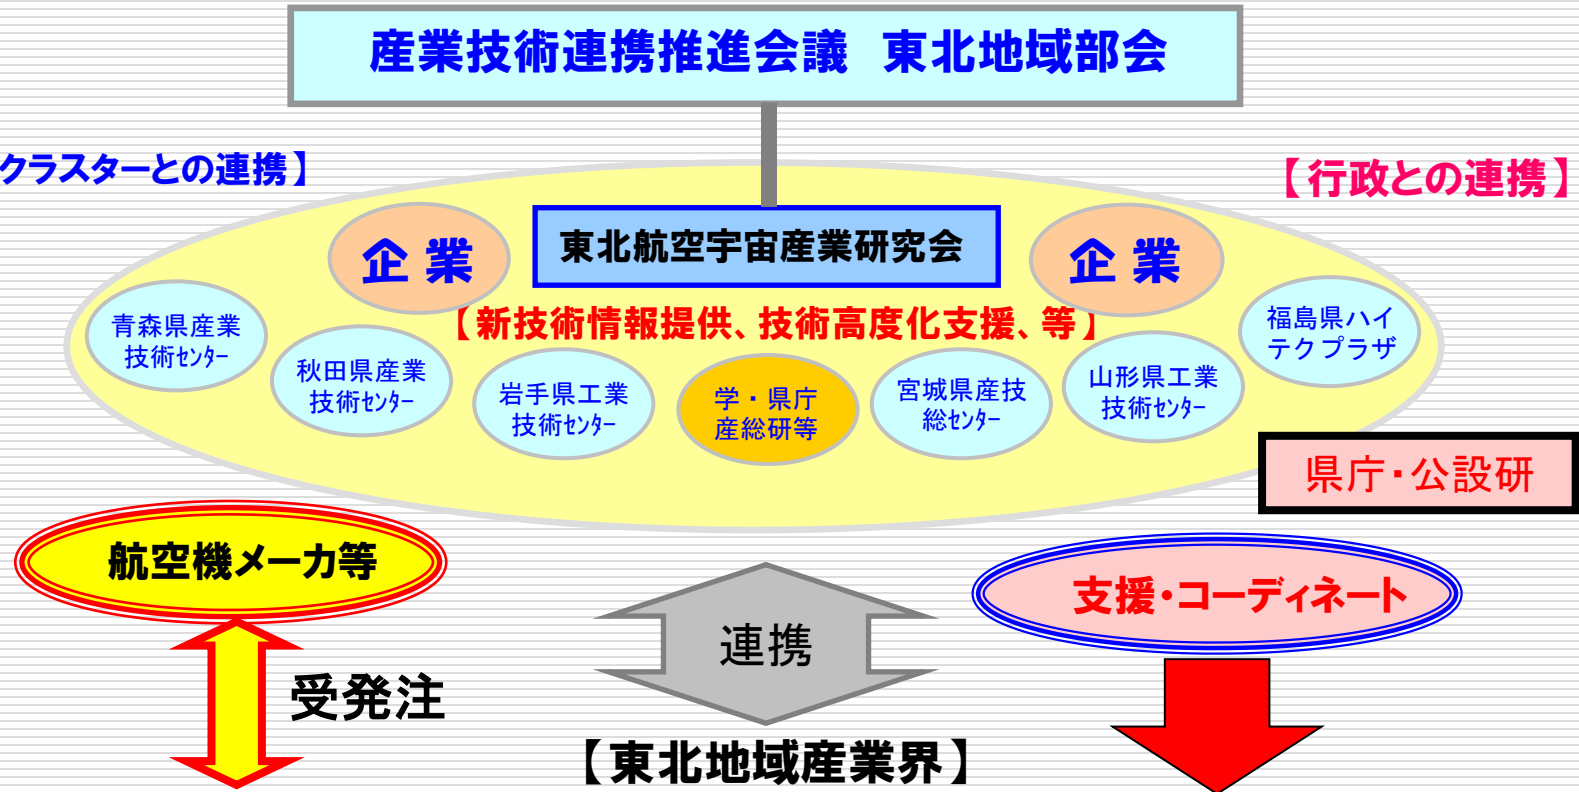 産業技術連携推進会議　東北地域部会
クラスターとの連携】
【行政との連携】
企業
東北航空宇宙産業研究会
企業
【新技術情報提供、技術高度化支援、等】
青森県産業
技術ｾﾝﾀｰ
秋田県産業
技術ｾﾝﾀｰ
岩手県工業
技術ｾﾝﾀｰ
学・県庁
産総研等
宮城県産技
総ｾﾝﾀｰ
山形県工業
技術ｾﾝﾀｰ
福島県ハイ
テクプラザ
県庁・公設研
航空機メーカ等
支援・コーディネート
連携
受発注
【東北地域産業界】